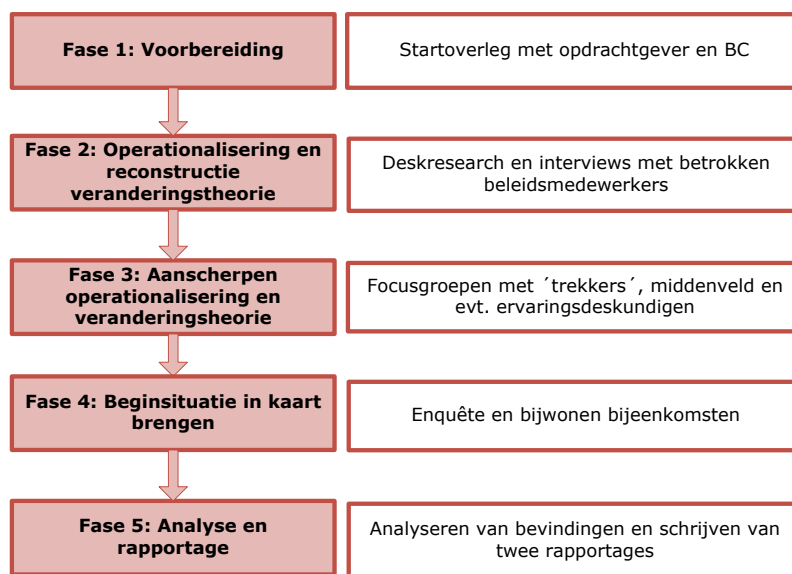 Fase 1: Voorbereiding
Startoverleg met opdrachtgever en BC
Fase 2: Operationalisering en
reconstructie
veranderingstheorie
Deskresearch en interviews met betrokken
beleidsmedewerkers
Fase 3: Aanscherpen
operationalisering en
veranderingsheorie
Focusgroepen met ´trekkers´, middenveld en
evt. ervaringsdeskundigen
Fase 4: Beginsituatie in kaart
brengen
Enquête en bijwonen bijeenkomsten
Fase 5: Analyse en
rapportage
Analyseren van bevindingen en schrijven van
twee rapportages